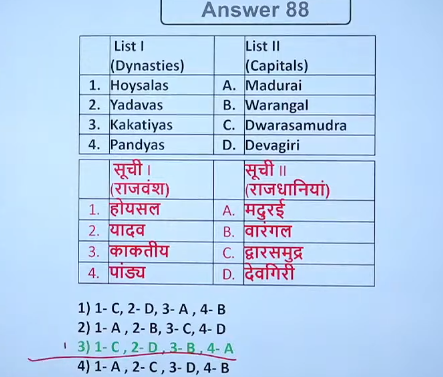 Answer 88
List I List II
(Dynasties) (Capitals)
1. Hoysalas A. Madurai
2. Yadavas B. Warangal
3. Kakatiyas C. Dwarasamudra
4. Pandyas D. Devagiri
सूची । सूची ॥
(राजवंश) (राजधानियां)
1. होयसल A. मदुरई
2. यादव B. वारंगल
3. काकतीय C. द्वारसमुद्र
4. पांड्य D. देवगिरी
1) 1- C, 2- D, 3- A , 4- B
2) 1- A , 2- B, 3- C, 4- D
3) 1- C , 2- D , 3- B , 4- A
4) 1- A , 2- C , 3- D, 4- B